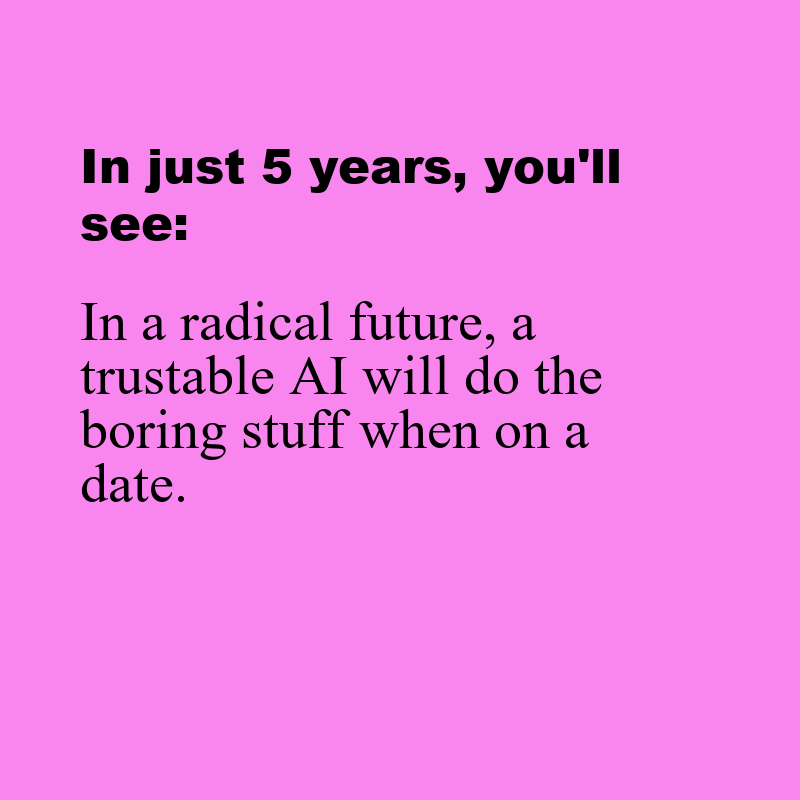 In just 5 years, you'll
see:
In a radical future, a
trustable AI will do the
boring stuff when on a
date.